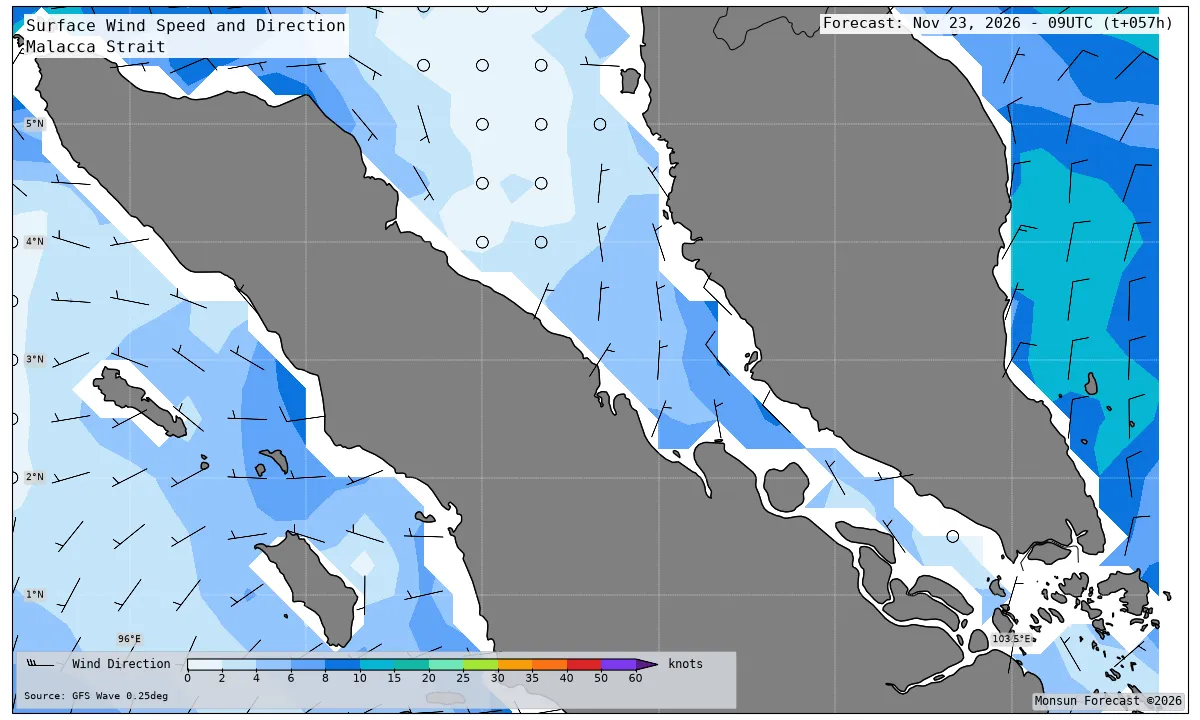 Surface Wind Speed and Direction
Malacca Strait
Forecast: Nov 23, 2026 - 09UTC (t+057h)
5°N
4°N
3°N
2°N
1°N
96°E
103.5°E
Wind Direction
knots
0 2 4 6 8 10 15 20 25 30 35 40 50 60
Source: GFS Wave 0.25deg
Monsun Forecast ©2026